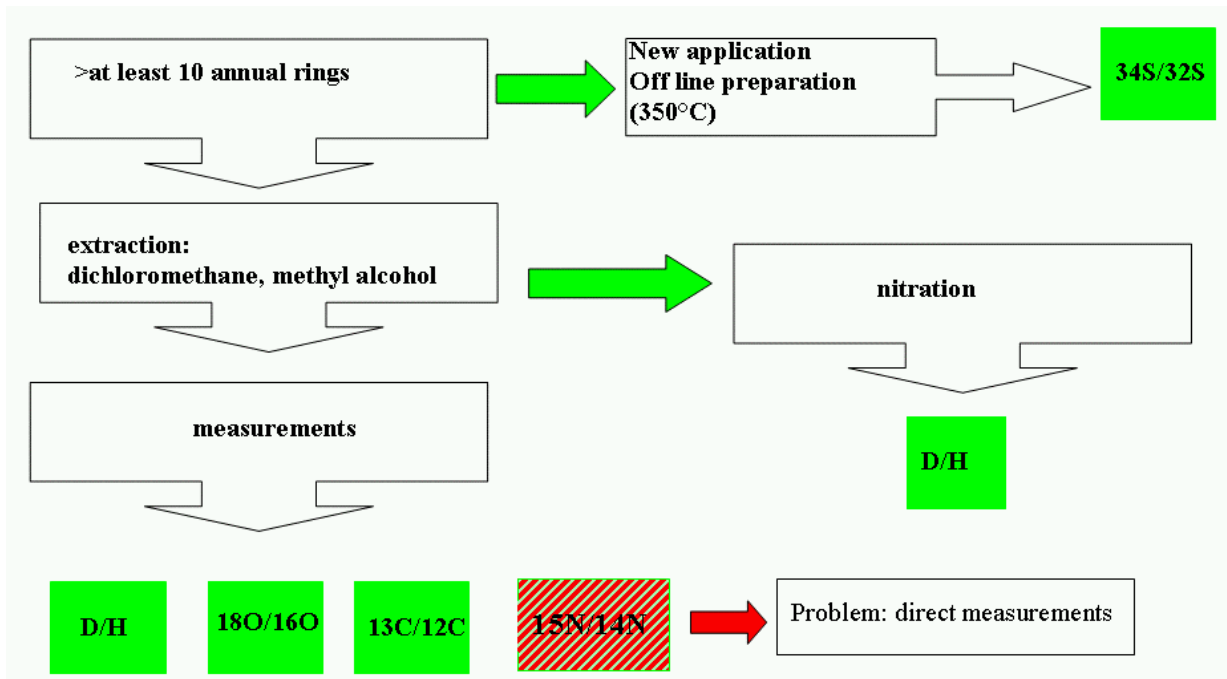 >at least 10 annual rings
New application
Off line preparation
(350°C)
34S/32S
extraction:
dichloromethane, methyl alcohol
nitration
measurements
D/H
D/H
18O/16O
13C/12C
15N/14N
Problem: direct measurements